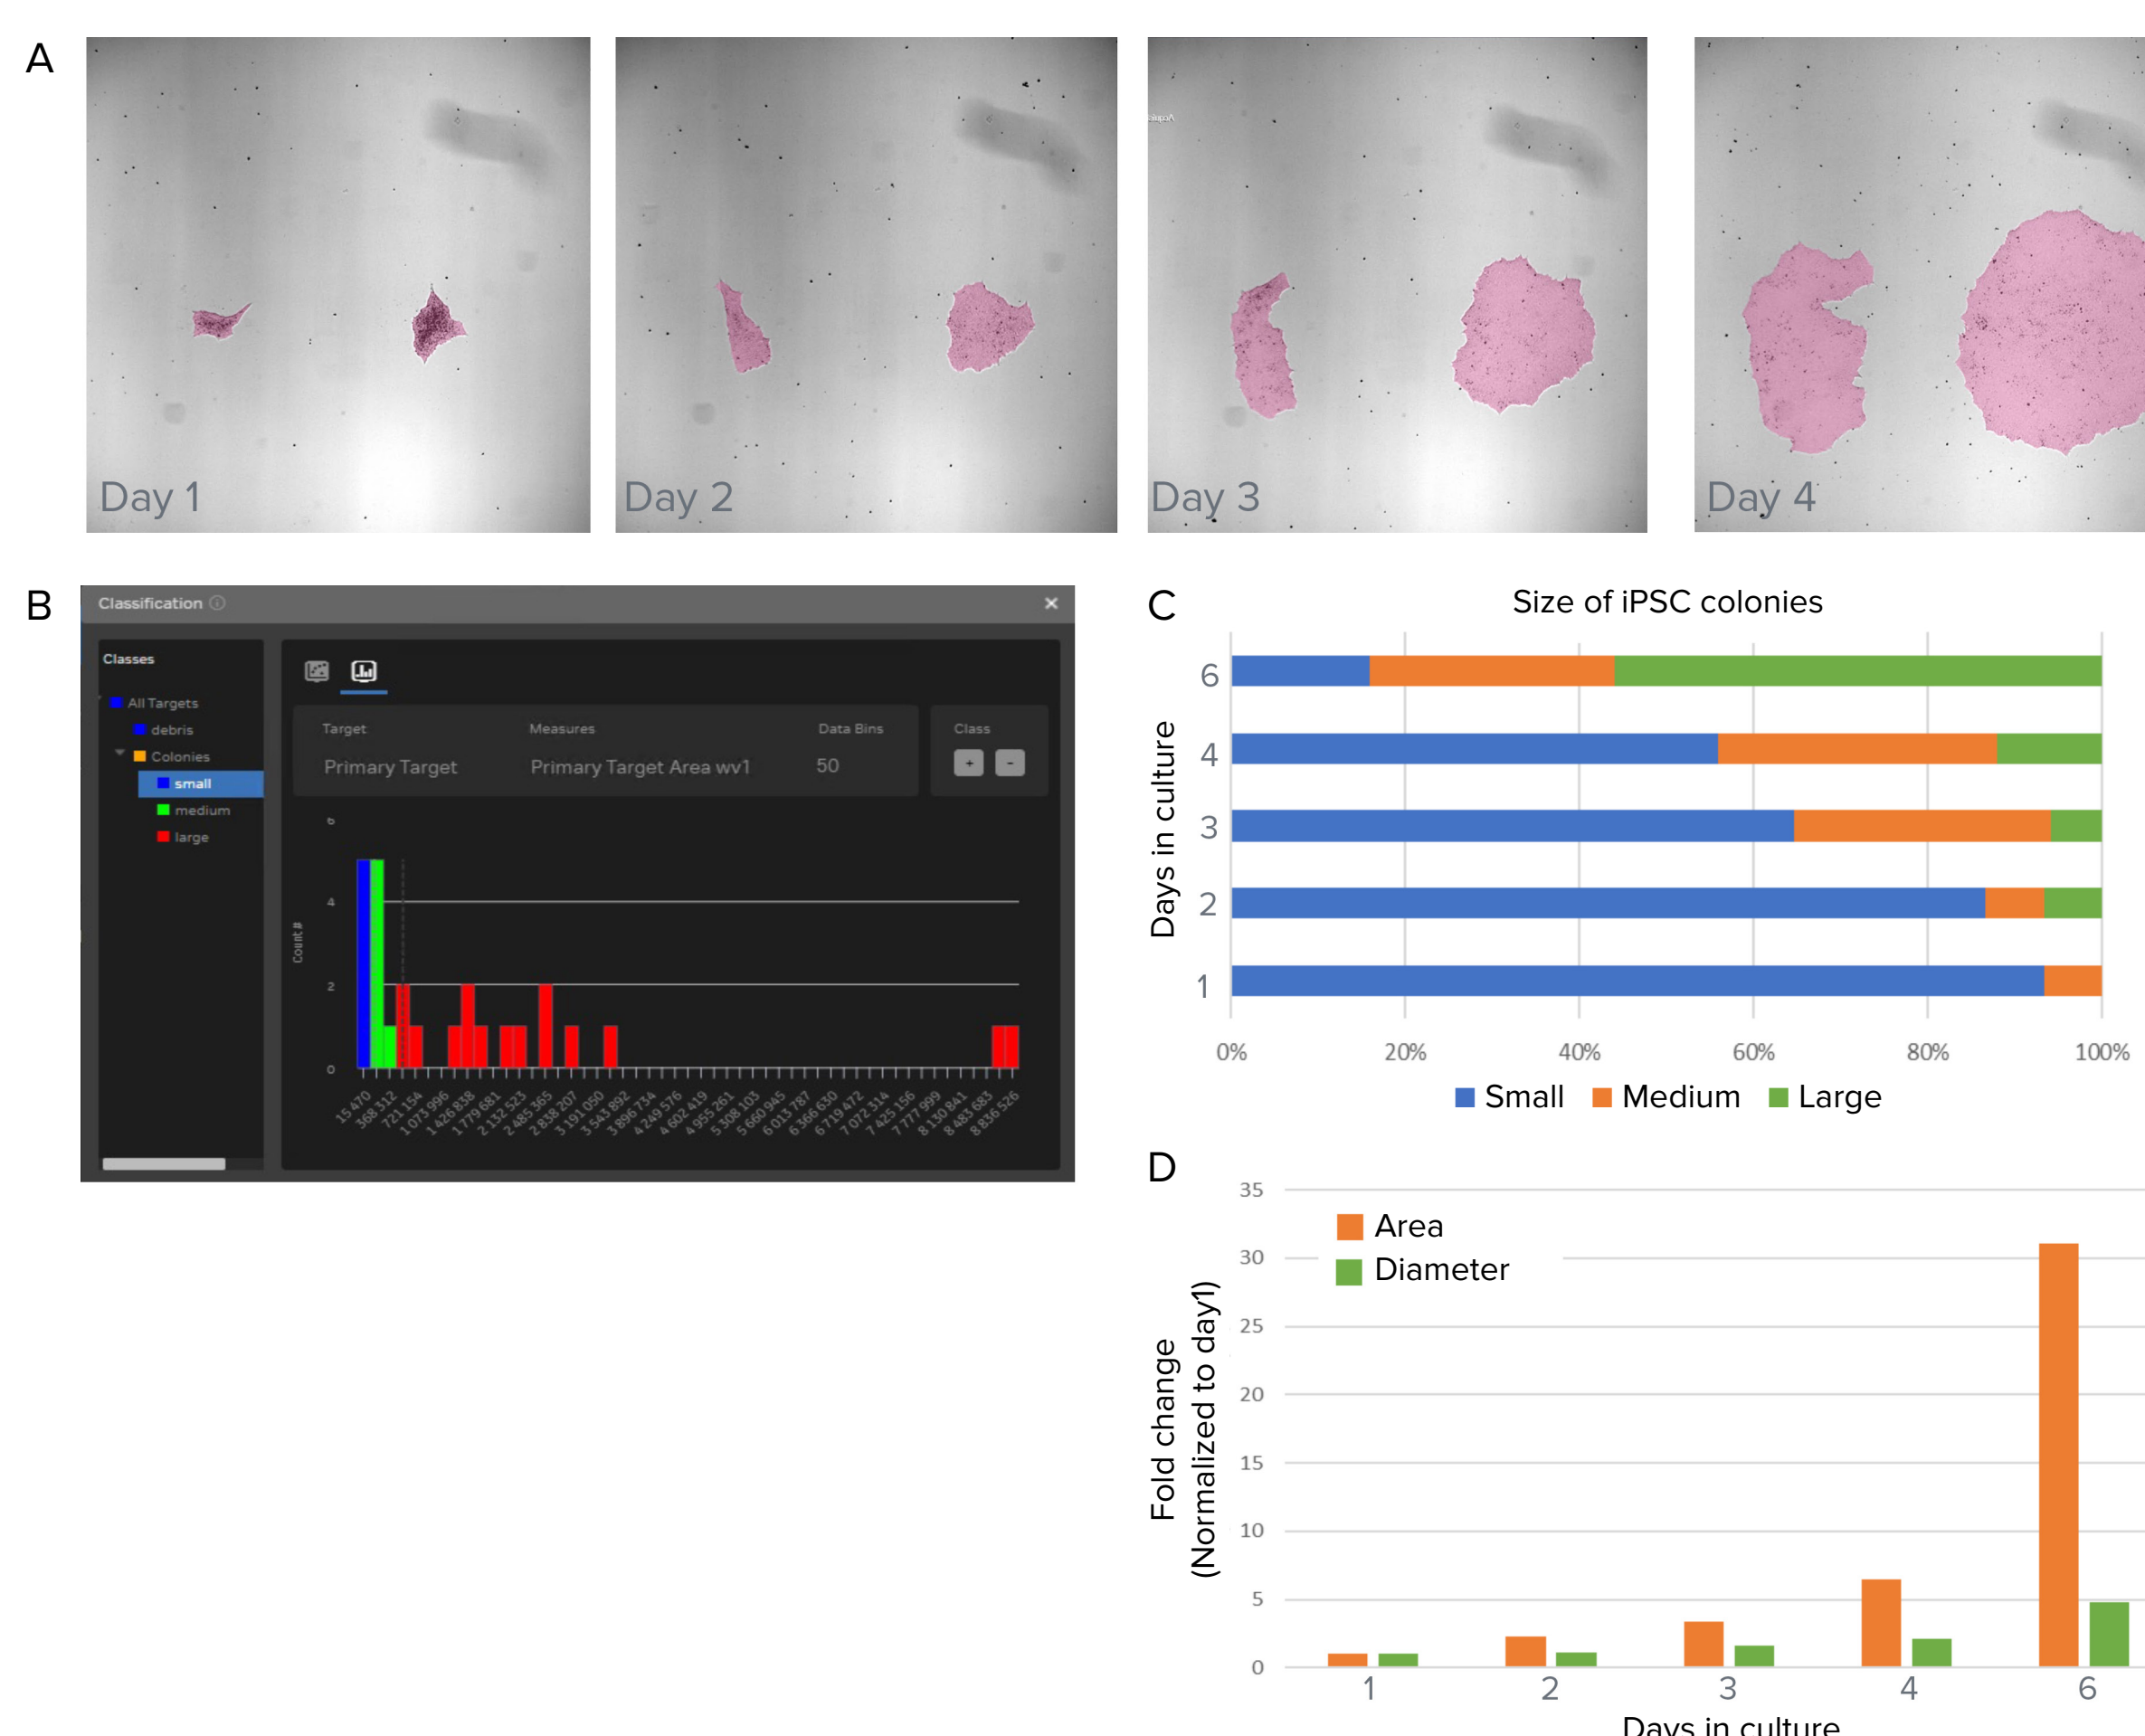 A
Day 1
Day 2
Day 3
Day 4
B
Classification
Classes
All Targets
debris
Colonies
small
medium
large
Target
Measures
Data Bins
Class
Primary Target
Primary Target Area wv1
50
+ -
6
4
2
0
Count #
15 470
368 312
721 154
1 073 996
1 426 838
1 779 681
2 132 523
2 485 365
2 838 207
3 191 050
3 543 892
3 896 734
4 249 576
4 602 419
4 955 261
5 308 103
5 660 945
6 013 787
6 366 630
6 719 472
7 072 314
7 425 156
7 777 999
8 130 841
8 483 683
8 836 526
C
Size of iPSC colonies
Days in culture
6
4
3
2
1
0% 20% 40% 60% 80% 100%
Small Medium Large
D
Area
Diameter
Fold change
(Normalized to day1)
35
30
25
20
15
10
5
0
1 2 3 4 6
Days in culture